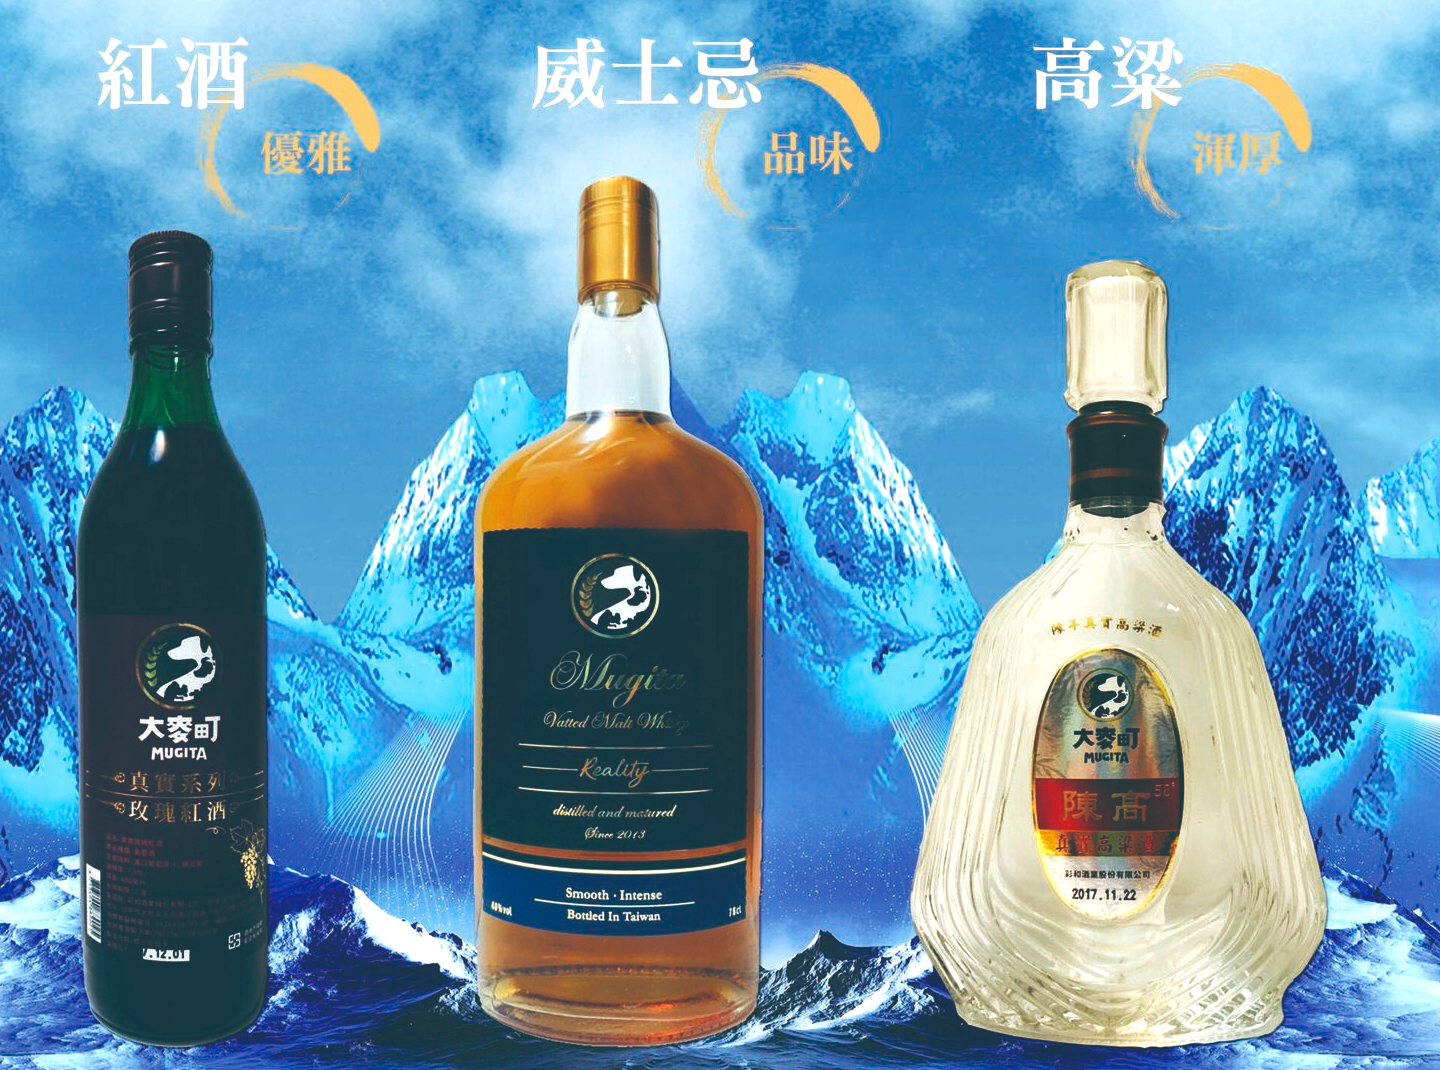 紅酒
優雅
威士忌
品味
高粱
渾厚
大麥町
MUGITA
真實系列
玫瑰紅酒
Mugita
Vatted Malt Whisky
Reality
distilled and matured
Since 2013
Smooth · Intense
Bottled In Taiwan
陳年真實高粱酒
大麥町
MUGITA
陳高 58°
真實高粱酒
彩和酒業股份有限公司
2017.11.22